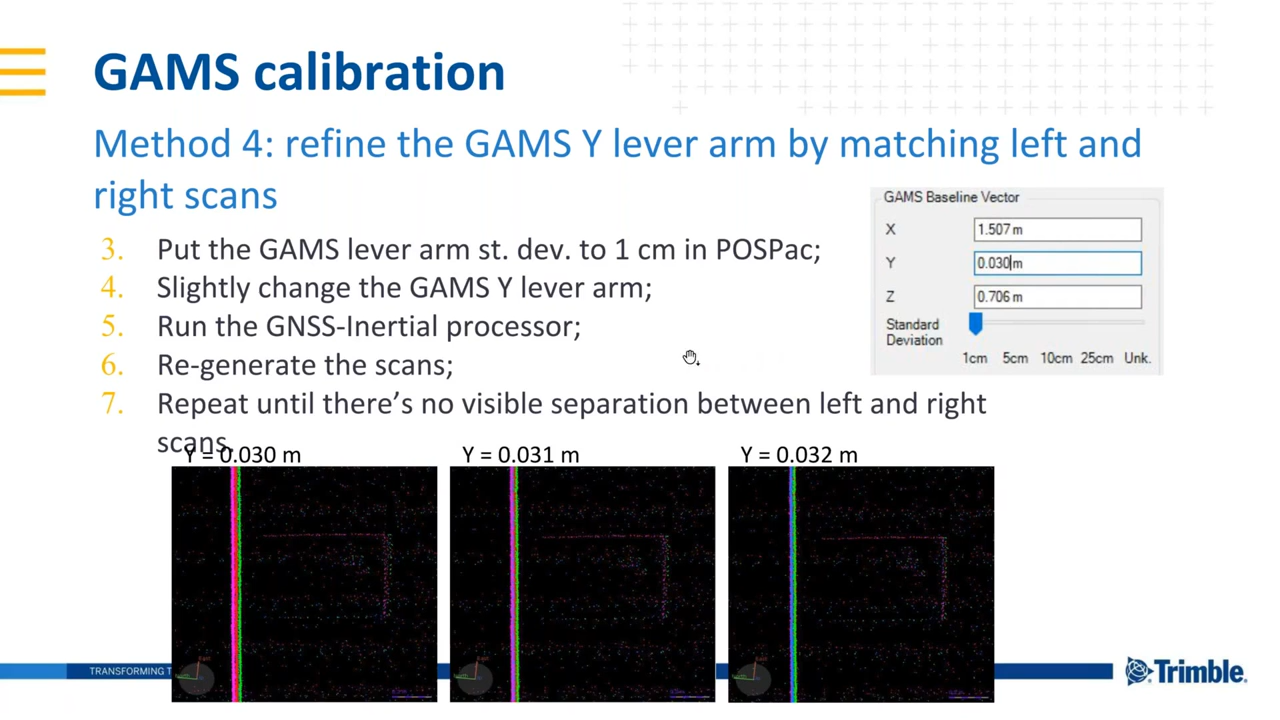 GAMS calibration
Method 4: refine the GAMS Y lever arm by matching left and
right scans
3. Put the GAMS lever arm st. dev. to 1 cm in POSPac;
4. Slightly change the GAMS Y lever arm;
5. Run the GNSS-Inertial processor;
6. Re-generate the scans;
7. Repeat until there's no visible separation between left and right
scans.
GAMS Baseline Vector
X 1.507 m
Y 0.030 m
Z 0.706 m
Standard
Deviation
1cm 5cm 10cm 25cm Unk.
Y = 0.030 m
Y = 0.031 m
Y = 0.032 m
TRANSFORMING T
Trimble